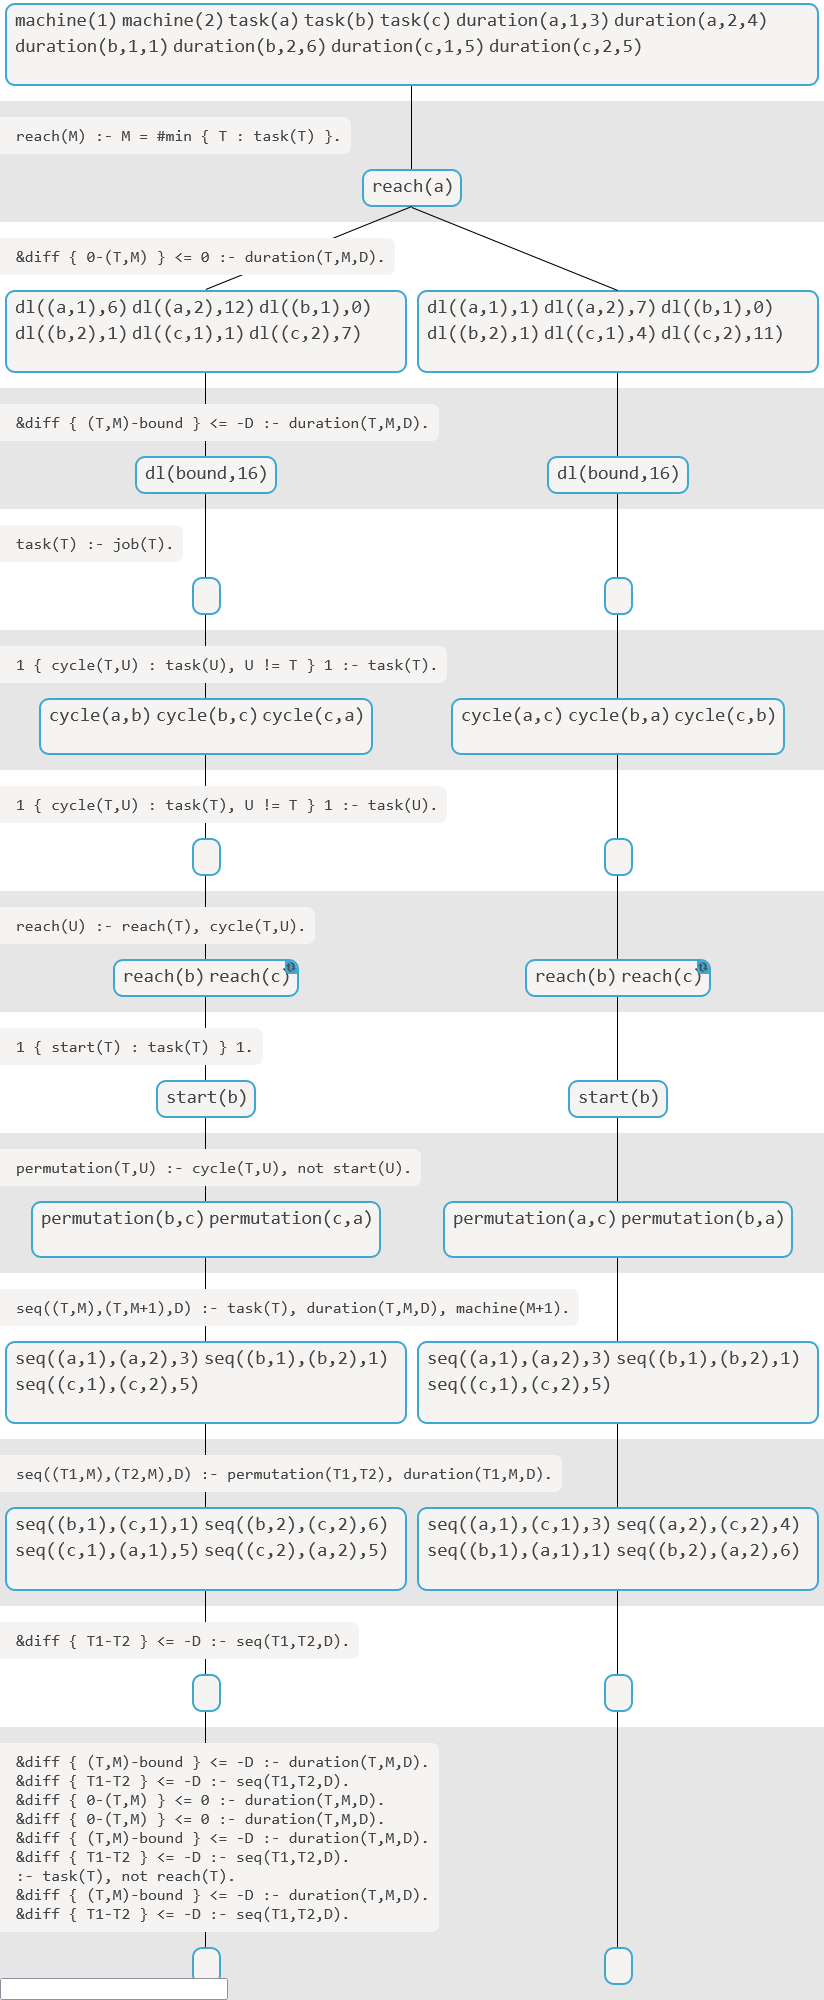 machine(1) machine(2) task(a) task(b) task(c) duration(a,1,3) duration(a,2,4)
duration(b,1,1) duration(b,2,6) duration(c,1,5) duration(c,2,5)
reach(M) :- M = #min { T : task(T) }.
reach(a)
&diff { 0-(T,M) } <= 0 :- duration(T,M,D).
dl((a,1),6) dl((a,2),12) dl((b,1),0)
dl((b,2),1) dl((c,1),1) dl((c,2),7)
dl((a,1),1) dl((a,2),7) dl((b,1),0)
dl((b,2),1) dl((c,1),4) dl((c,2),11)
&diff { (T,M)-bound } <= -D :- duration(T,M,D).
dl(bound,16)
dl(bound,16)
task(T) :- job(T).
1 { cycle(T,U) : task(U), U != T } 1 :- task(T).
cycle(a,b) cycle(b,c) cycle(c,a)
cycle(a,c) cycle(b,a) cycle(c,b)
1 { cycle(T,U) : task(T), U != T } 1 :- task(U).
reach(U) :- reach(T), cycle(T,U).
reach(b) reach(c)
reach(b) reach(c)
1 { start(T) : task(T) } 1.
start(b)
start(b)
permutation(T,U) :- cycle(T,U), not start(U).
permutation(b,c) permutation(c,a)
permutation(a,c) permutation(b,a)
seq((T,M),(T,M+1),D) :- task(T), duration(T,M,D), machine(M+1).
seq((a,1),(a,2),3) seq((b,1),(b,2),1)
seq((c,1),(c,2),5)
seq((a,1),(a,2),3) seq((b,1),(b,2),1)
seq((c,1),(c,2),5)
seq((T1,M),(T2,M),D) :- permutation(T1,T2), duration(T1,M,D).
seq((b,1),(c,1),1) seq((b,2),(c,2),6)
seq((c,1),(a,1),5) seq((c,2),(a,2),5)
seq((a,1),(c,1),3) seq((a,2),(c,2),4)
seq((b,1),(a,1),1) seq((b,2),(a,2),6)
&diff { T1-T2 } <= -D :- seq(T1,T2,D).
&diff { (T,M)-bound } <= -D :- duration(T,M,D).
&diff { T1-T2 } <= -D :- seq(T1,T2,D).
&diff { 0-(T,M) } <= 0 :- duration(T,M,D).
&diff { 0-(T,M) } <= 0 :- duration(T,M,D).
&diff { (T,M)-bound } <= -D :- duration(T,M,D).
&diff { T1-T2 } <= -D :- seq(T1,T2,D).
:- task(T), not reach(T).
&diff { (T,M)-bound } <= -D :- duration(T,M,D).
&diff { T1-T2 } <= -D :- seq(T1,T2,D).